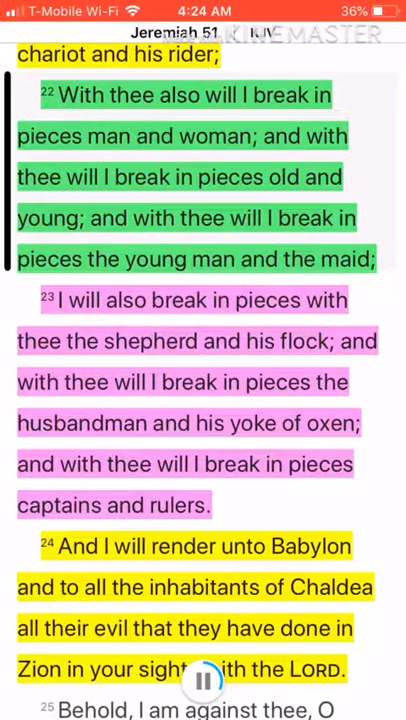 T-Mobile Wi-Fi 4:24 AM 36%
Jeremiah 51 KJV
KINEMASTER
chariot and his rider;
22 With thee also will I break in
pieces man and woman; and with
thee will I break in pieces old and
young; and with thee will I break in
pieces the young man and the maid;
23 I will also break in pieces with
thee the shepherd and his flock; and
with thee will I break in pieces the
husbandman and his yoke of oxen;
and with thee will I break in pieces
captains and rulers.
24 And I will render unto Babylon
and to all the inhabitants of Chaldea
all their evil that they have done in
Zion in your sight, with the LORD.
25 Behold, I am against thee, O